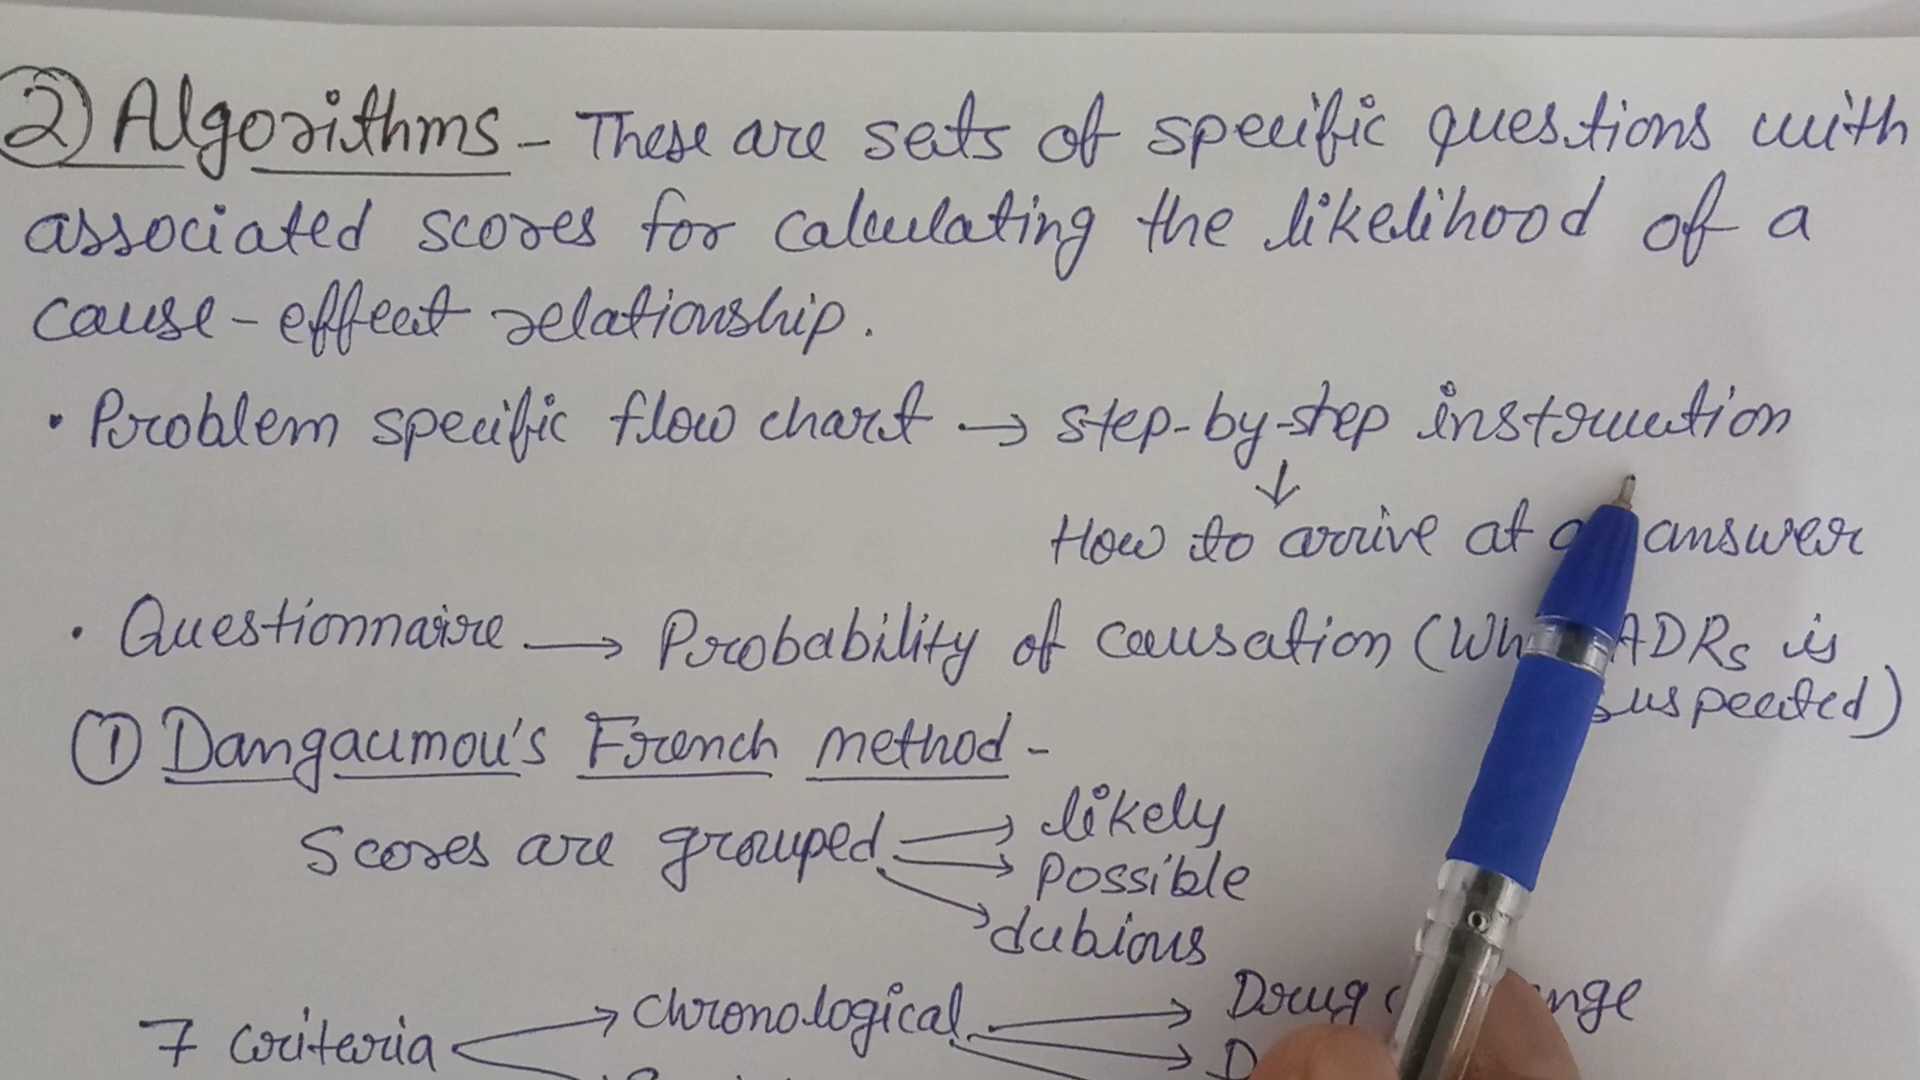 2) Algorithms - These are sets of specific questions with
associated scores for calculating the likelihood of a
cause-effect relationship.
• Problem specific flow chart → step-by-step instruction
↓
How to arrive at answer
• Questionnaire → Probability of causation ( ADRs is
suspected)
① Dangaumou's French method -
Scores are grouped → likely
→ possible
→ dubious
7 criteria → Chronological → Drug